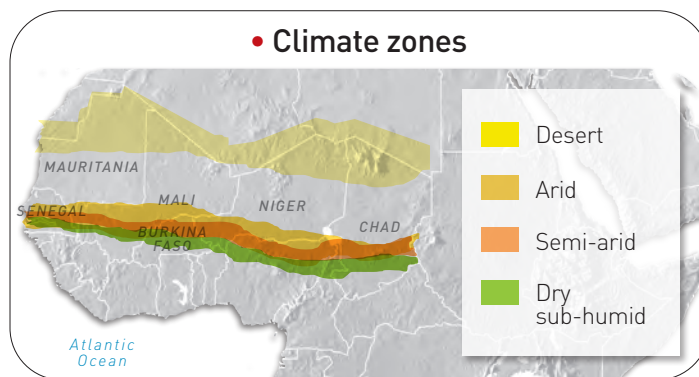 • Climate zones
MAURITANIA
MALI
NIGER
CHAD
SENEGAL
BURKINA
FASO
Atlantic
Ocean
Desert
Arid
Semi-arid
Dry
sub-humid